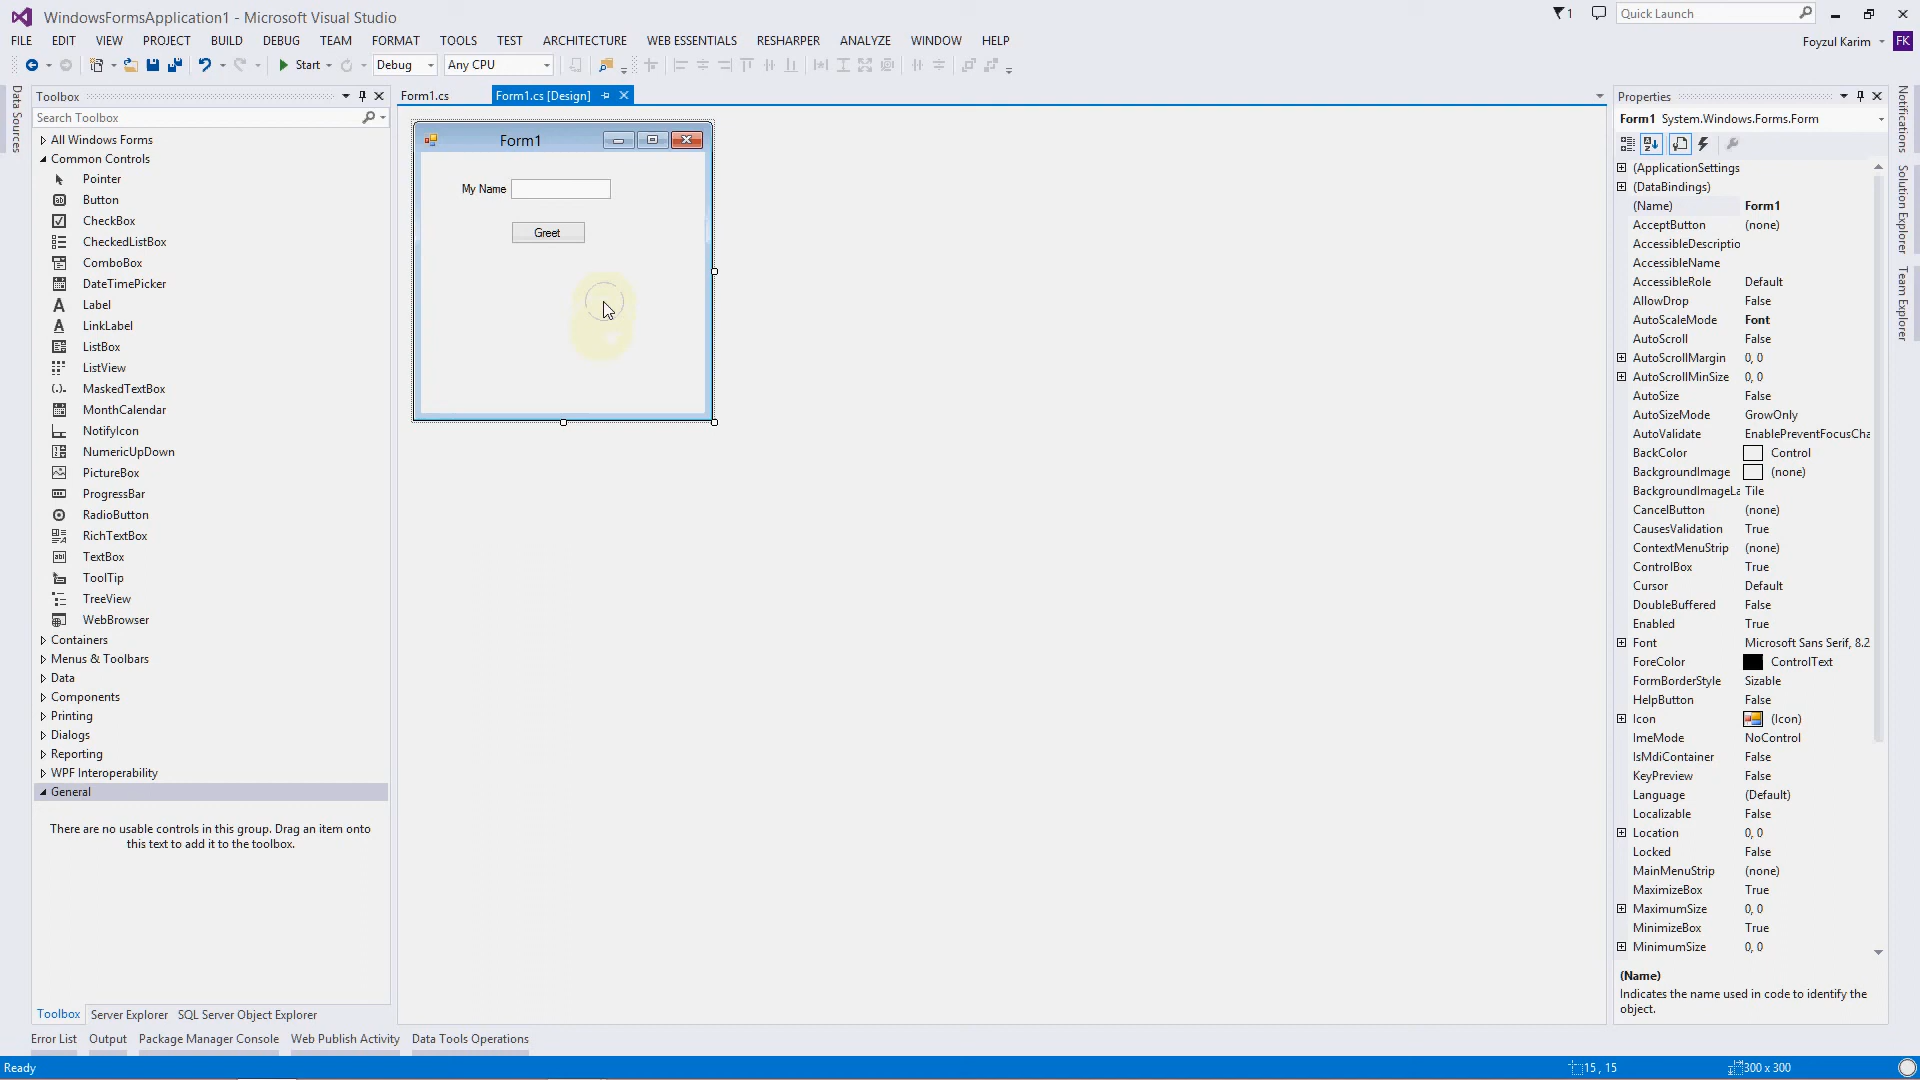 WindowsFormsApplication1 - Microsoft Visual Studio
1
Quick Launch
FILE EDIT VIEW PROJECT BUILD DEBUG TEAM FORMAT TOOLS TEST ARCHITECTURE WEB ESSENTIALS RESHARPER ANALYZE WINDOW HELP
Foyzul Karim FK
Start Debug Any CPU
Data Sources
Toolbox
Search Toolbox
All Windows Forms
Common Controls
Pointer
Button
CheckBox
CheckedListBox
ComboBox
DateTimePicker
Label
LinkLabel
ListBox
ListView
MaskedTextBox
MonthCalendar
NotifyIcon
NumericUpDown
PictureBox
ProgressBar
RadioButton
RichTextBox
TextBox
ToolTip
TreeView
WebBrowser
Containers
Menus & Toolbars
Data
Components
Printing
Dialogs
Reporting
WPF Interoperability
General
There are no usable controls in this group. Drag an item onto
this text to add it to the toolbox.
Toolbox Server Explorer SQL Server Object Explorer
Form1.cs Form1.cs [Design]
Form1
My Name
Greet
Properties
Form1 System.Windows.Forms.Form
(ApplicationSettings
(DataBindings)
(Name) Form1
AcceptButton (none)
AccessibleDescriptio
AccessibleName
AccessibleRole Default
AllowDrop False
AutoScaleMode Font
AutoScroll False
AutoScrollMargin 0, 0
AutoScrollMinSize 0, 0
AutoSize False
AutoSizeMode GrowOnly
AutoValidate EnablePreventFocusCha
BackColor Control
BackgroundImage (none)
BackgroundImageLa Tile
CancelButton (none)
CausesValidation True
ContextMenuStrip (none)
ControlBox True
Cursor Default
DoubleBuffered False
Enabled True
Font Microsoft Sans Serif, 8.2
ForeColor ControlText
FormBorderStyle Sizable
HelpButton False
Icon (Icon)
ImeMode NoControl
IsMdiContainer False
KeyPreview False
Language (Default)
Localizable False
Location 0, 0
Locked False
MainMenuStrip (none)
MaximizeBox True
MaximumSize 0, 0
MinimizeBox True
MinimumSize 0, 0
(Name)
Indicates the name used in code to identify the
object.
Notifications
Solution Explorer
Team Explorer
Error List Output Package Manager Console Web Publish Activity Data Tools Operations
Ready 15 , 15 300 x 300